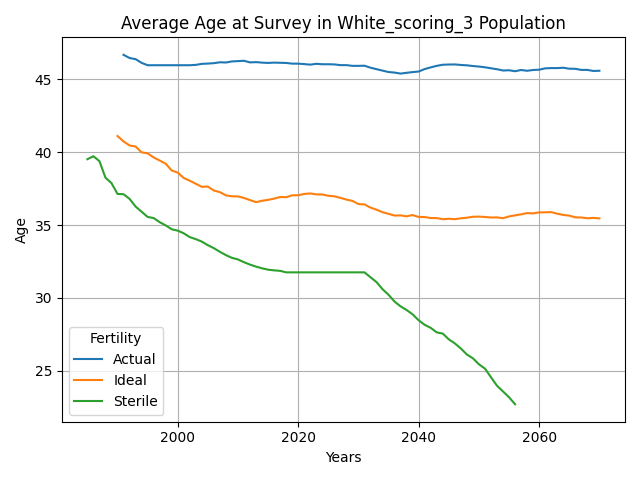 Average Age at Survey in White_scoring_3 Population
Age
45
40
35
30
25
Fertility
Actual
Ideal
Sterile
2000
2020
2040
2060
Years